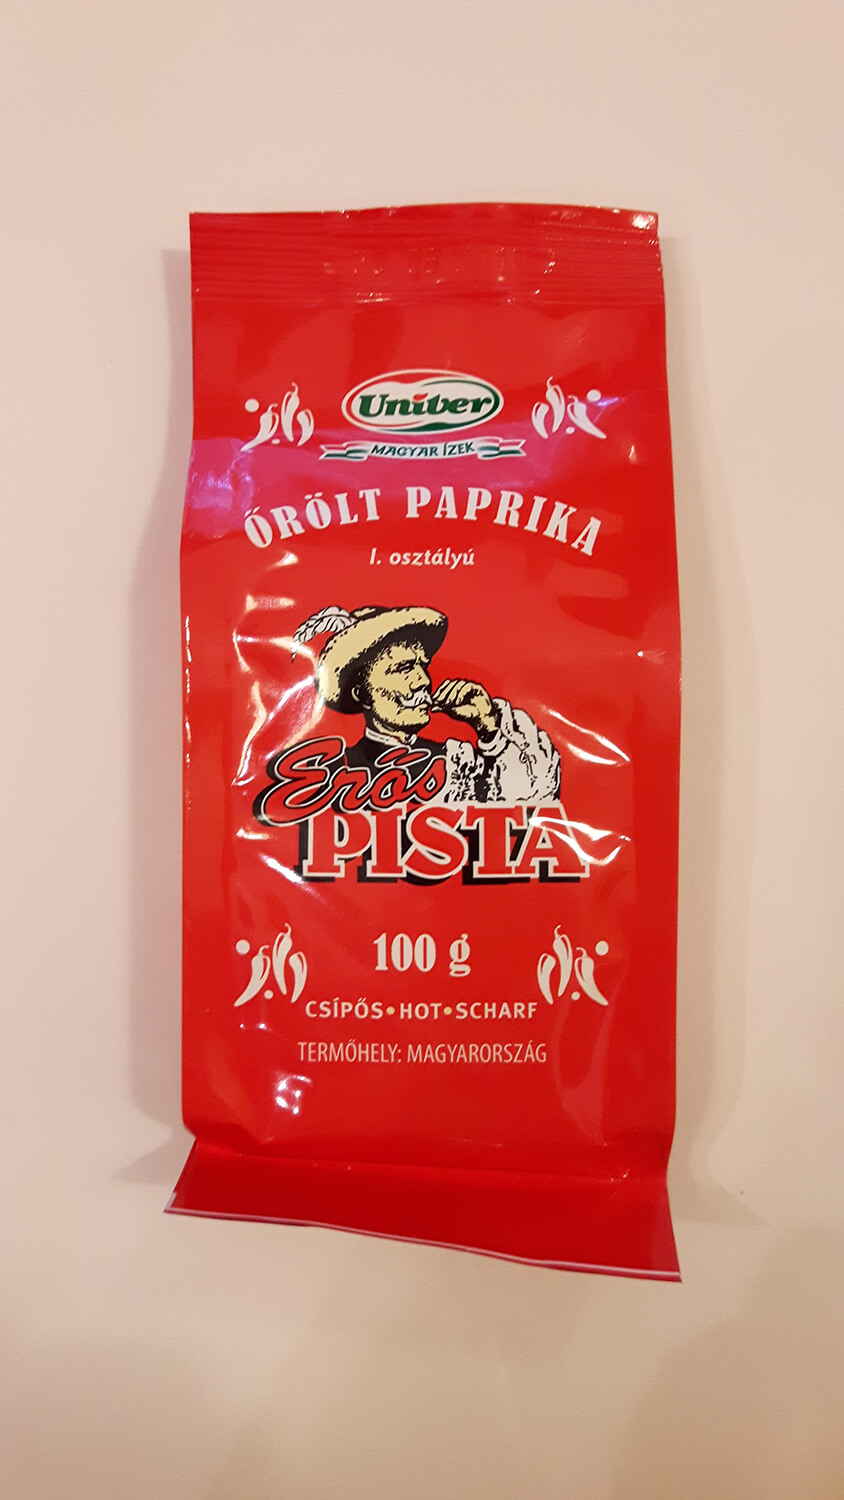 Univer
MAGYAR ÍZEK
ŐRÖLT PAPRIKA
I. osztályú
Erős
PISTA
100 g
CSÍPŐS•HOT•SCHARF
TERMŐHELY: MAGYARORSZÁG